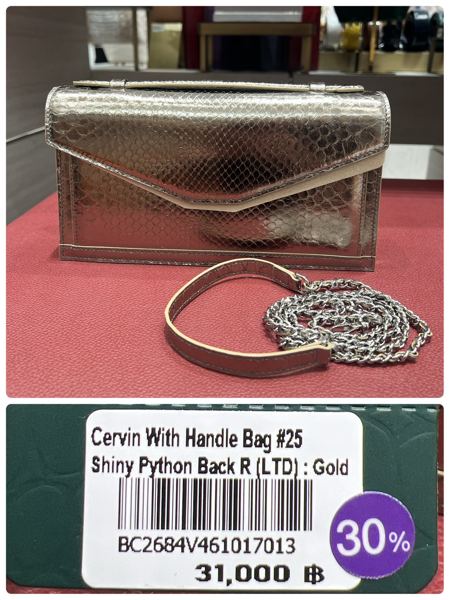 Cervin With Handle Bag #25
Shiny Python Back R (LTD) : Gold
BC2684V461017013
30%
31,000 ฿